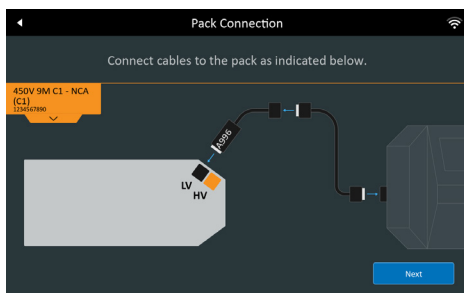 Pack Connection
Connect cables to the pack as indicated below.
450V 9M C1 - NCA
(C1)
1234567890
A996
LV
HV
Next